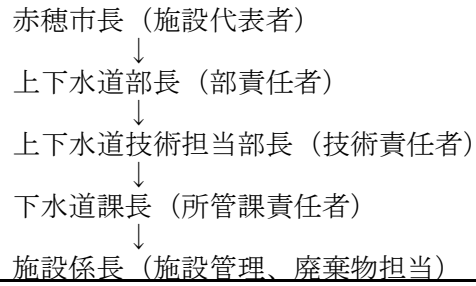 赤穂市長（施設代表者）
↓
上下水道部長（部責任者）
↓
上下水道技術担当部長（技術責任者）
↓
下水道課長（所管課責任者）
↓
施設係長（施設管理、廃棄物担当）